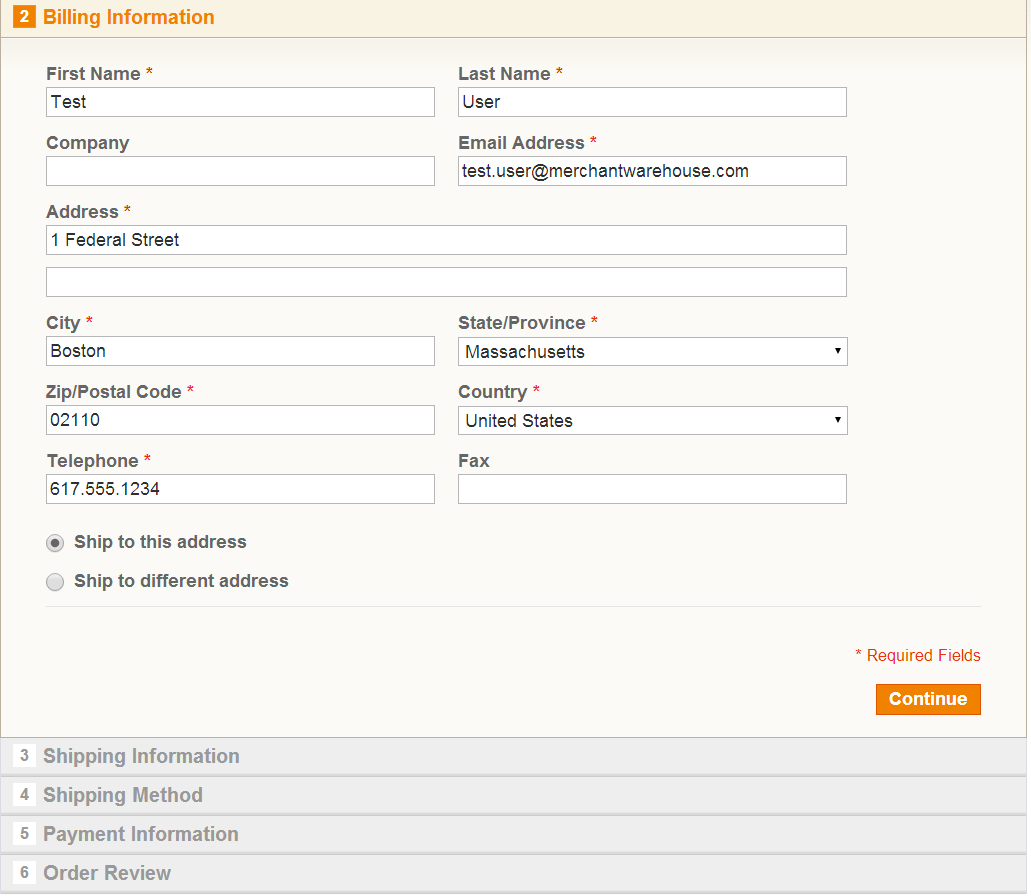 2 Billing Information
First Name * Last Name *
Test User
Company Email Address *
test.user@merchantwarehouse.com
Address *
1 Federal Street
City * State/Province *
Boston Massachusetts
Zip/Postal Code * Country *
02110 United States
Telephone * Fax
617.555.1234
Ship to this address
Ship to different address
* Required Fields
Continue
3 Shipping Information
4 Shipping Method
5 Payment Information
6 Order Review